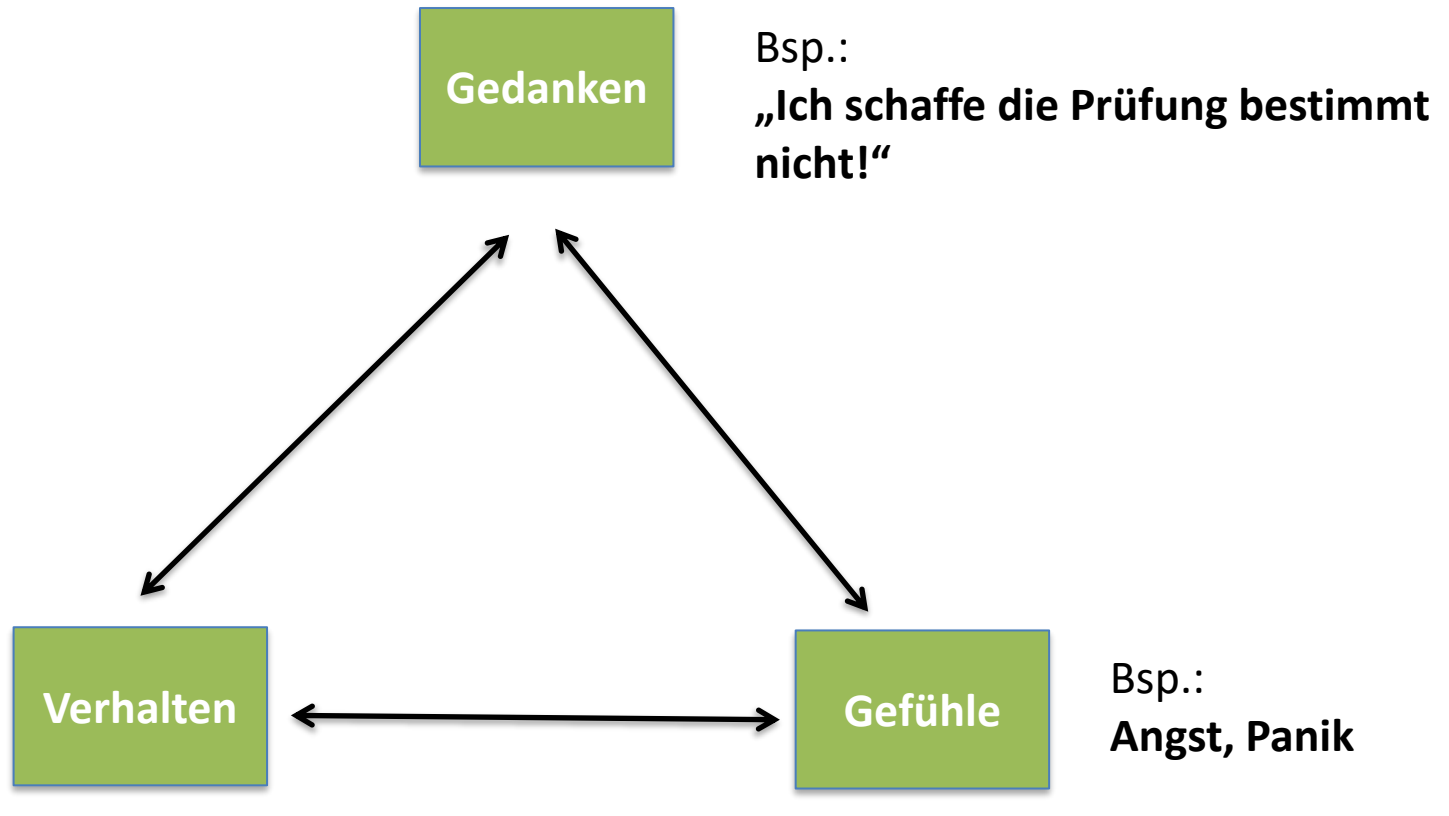 Gedanken
Bsp.:
„Ich schaffe die Prüfung bestimmt
nicht!“
Verhalten
Gefühle
Bsp.:
Angst, Panik